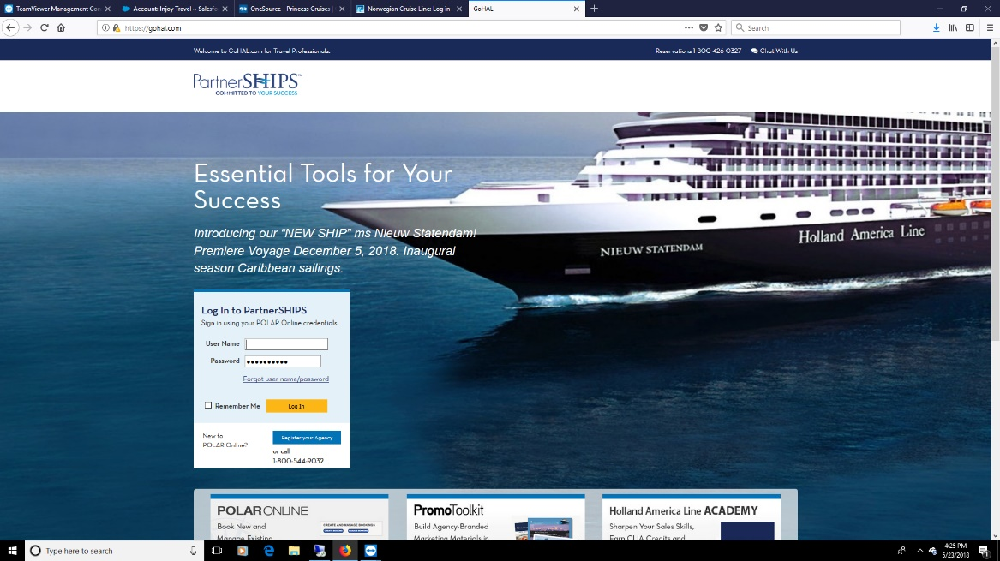 TeamViewer Management Con
Account: Injoy Travel ~ Salesfo
OneSource - Princess Cruises |
Norwegian Cruise Line: Log in
GoHAL
https://gohal.com
Search
Welcome to GoHAL.com for Travel Professionals.
Reservations 1-800-426-0327
Chat With Us
PartnerSHIPS™
COMMITTED TO YOUR SUCCESS
Essential Tools for Your
Success
Introducing our “NEW SHIP” ms Nieuw Statendam!
Premiere Voyage December 5, 2018. Inaugural
season Caribbean sailings.
Holland America Line
NIEUW STATENDAM
Log In to PartnerSHIPS
Sign in using your POLAR Online credentials
User Name
Password
Forgot user name/password
Remember Me
Log In
New to
POLAR Online?
Register your Agency
or call
1-800-544-9032
POLAR ONLINE
Book New and
Manage Existing
CREATE AND MANAGE BOOKINGS
PromoToolkit
Build Agency-Branded
Marketing Materials in
Holland America Line ACADEMY
Sharpen Your Sales Skills,
Earn CLIA Credits and
Type here to search
4:25 PM
5/23/2018